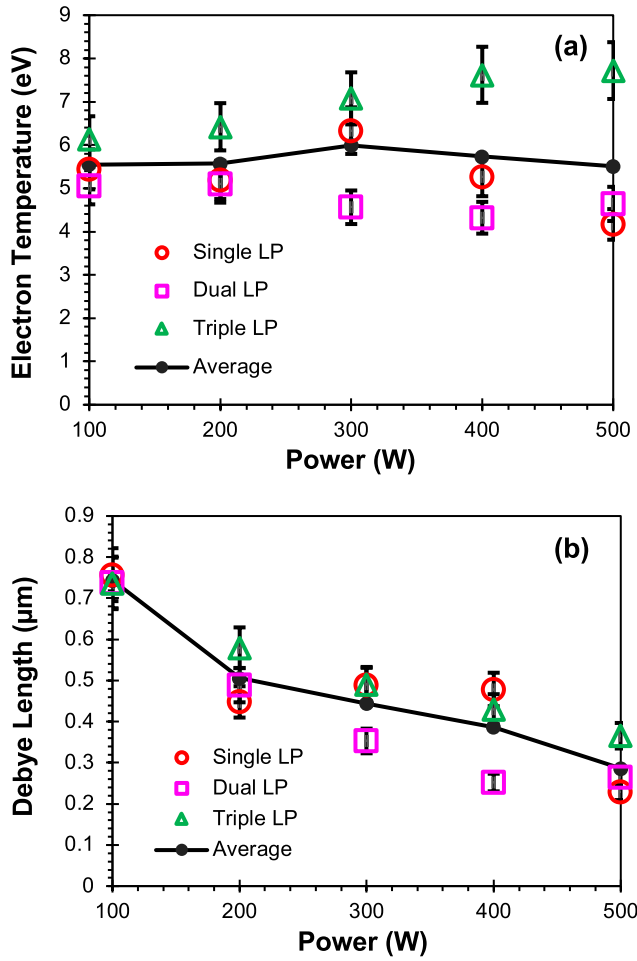 (a)
Electron Temperature (eV)
9
8
7
6
5
4
3
2
1
0
Single LP
Dual LP
Triple LP
Average
100 200 300 400 500
Power (W)
(b)
Debye Length (µm)
0.9
0.8
0.7
0.6
0.5
0.4
0.3
0.2
0.1
0
Single LP
Dual LP
Triple LP
Average
100 200 300 400 500
Power (W)